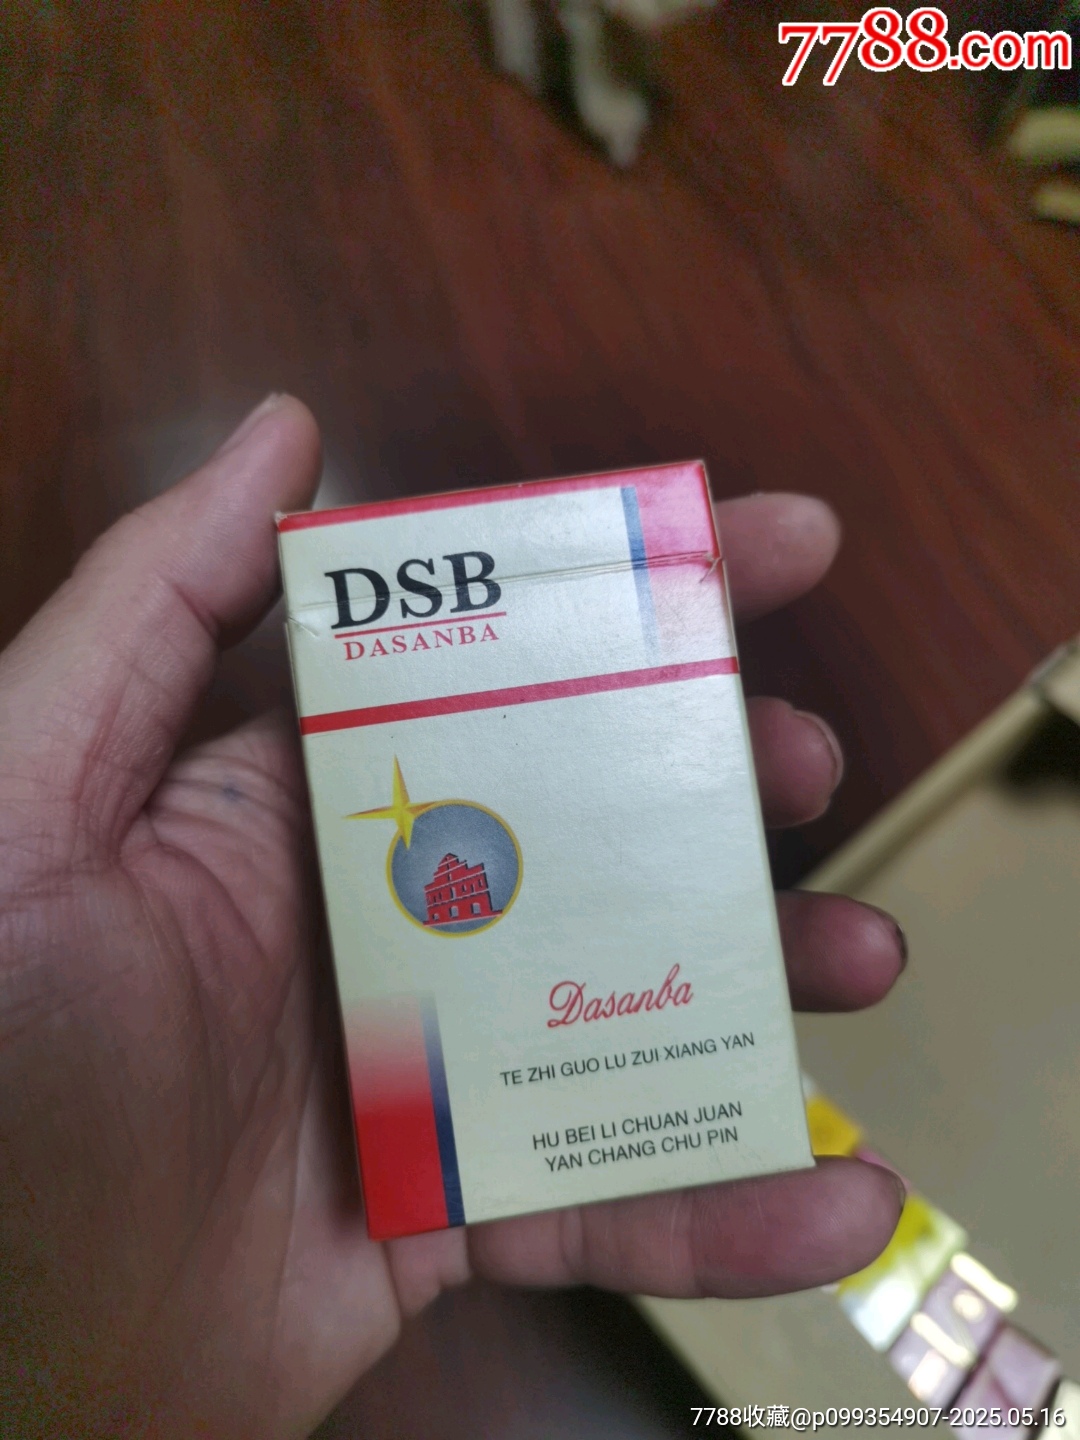 7788.com
DSB
DASANBA
Dasanba
TE ZHI GUO LU ZUI XIANG YAN
HU BEI LI CHUAN JUAN
YAN CHANG CHU PIN
7788收藏@p099354907-2025.05.16